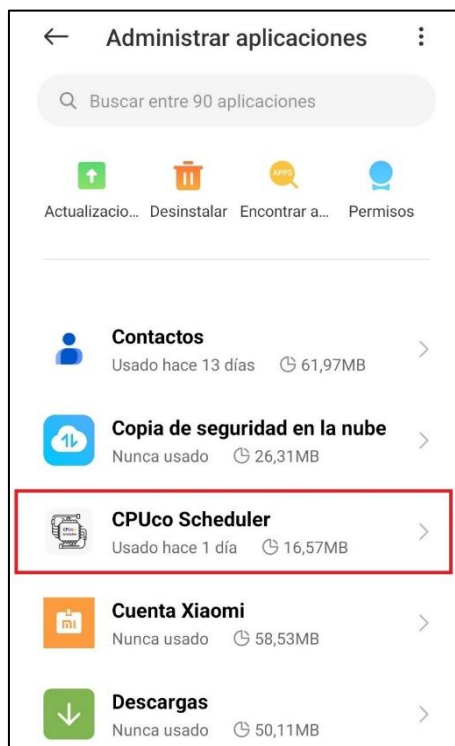 Administrar aplicaciones
Buscar entre 90 aplicaciones
APPS
Actualizacio... Desinstalar Encontrar a... Permisos
Contactos
Usado hace 13 días 61,97MB
Copia de seguridad en la nube
Nunca usado 26,31MB
CPUco Scheduler
Usado hace 1 día 16,57MB
Cuenta Xiaomi
Nunca usado 58,53MB
Descargas
Nunca usado 50,11MB